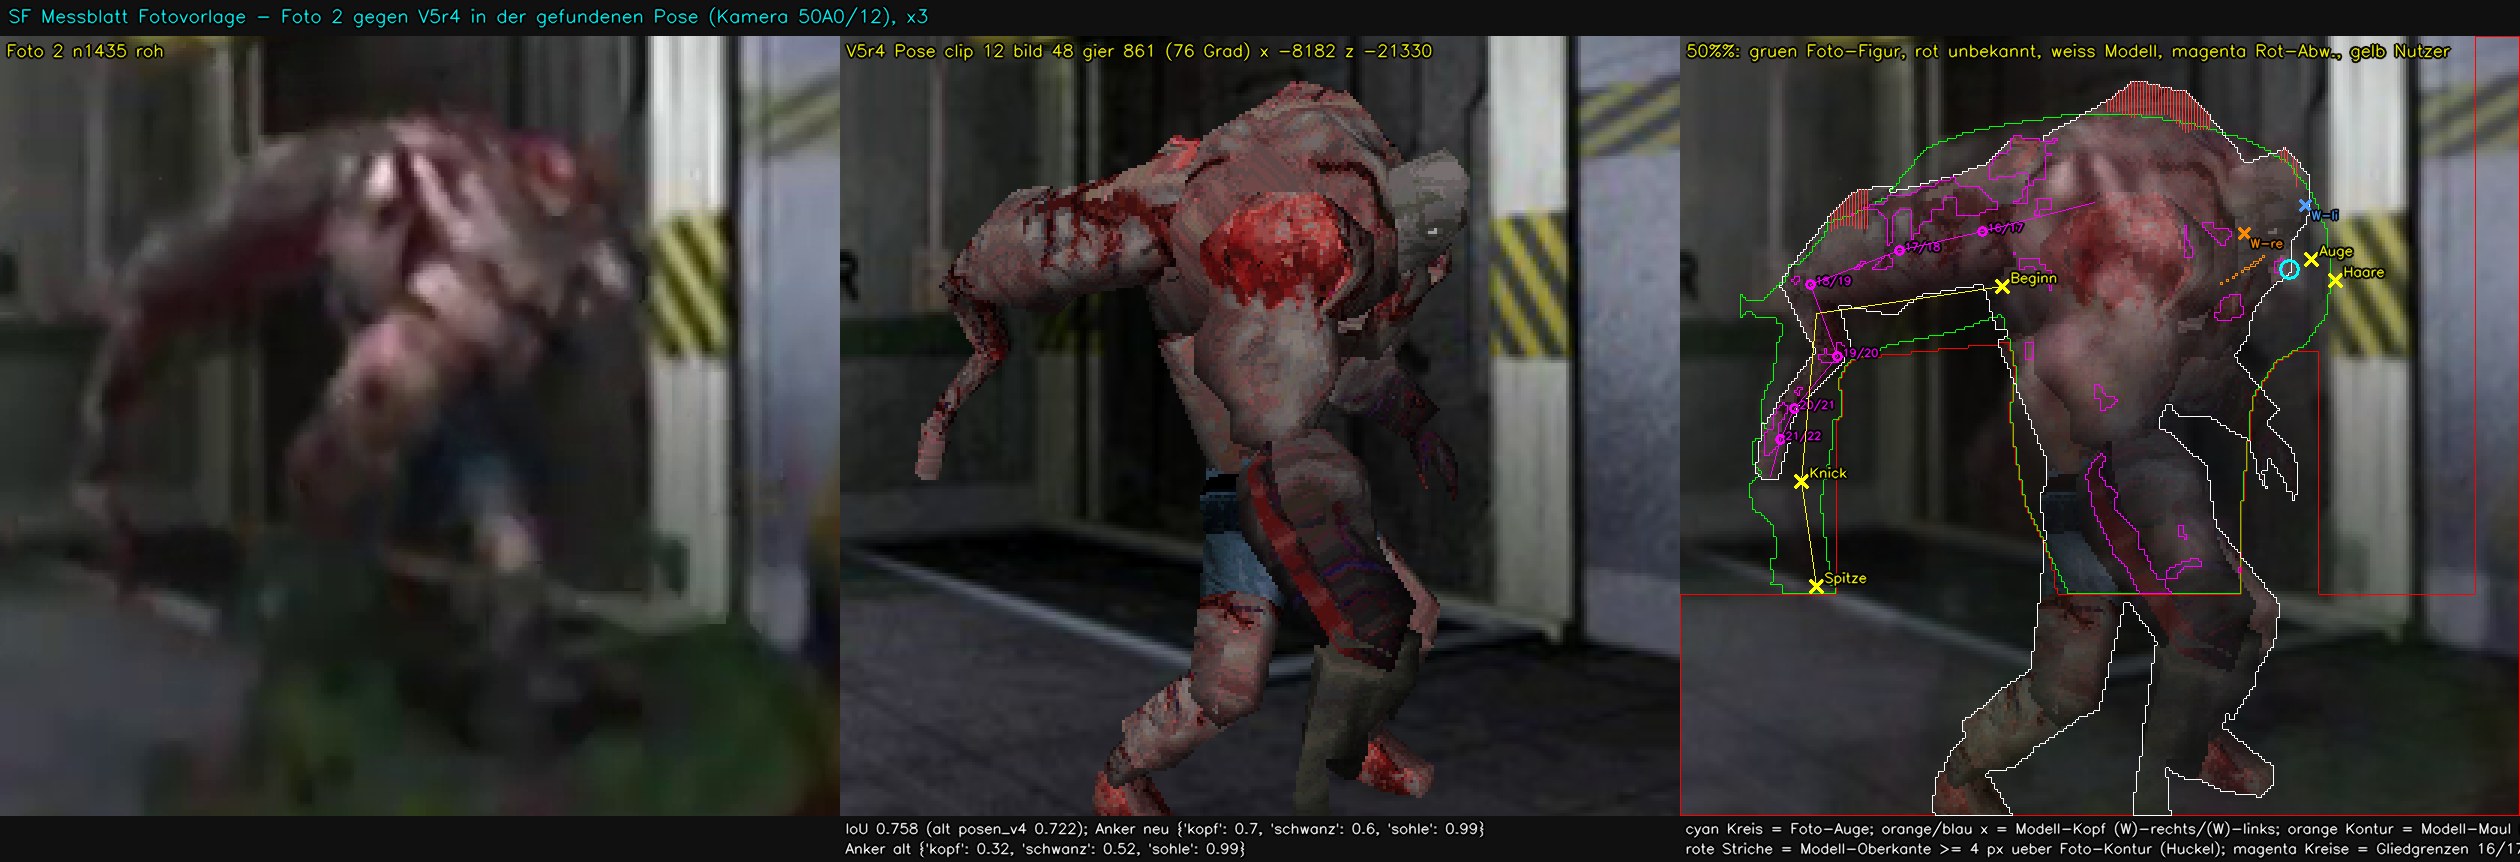 SF Messblatt Fotovorlage - Foto 2 gegen V5r4 in der gefundenen Pose (Kamera 50A0/12), x3
Foto 2 n1435 roh
V5r4 Pose clip 12 bild 48 gier 861 (76 Grad) x -8182 z -21330
50%%: gruen Foto-Figur, rot unbekannt, weiss Modell, magenta Rot-Abw., gelb Nutzer
W-li
16/17
W-re
17/18
Auge
Haare
18/19
Beginn
19/20
20/21
21/22
Knick
Spitze
IoU 0.758 (alt posen_v4 0.722); Anker neu {'kopf': 0.7, 'schwanz': 0.6, 'sohle': 0.99}
Anker alt {'kopf': 0.32, 'schwanz': 0.52, 'sohle': 0.99}
cyan Kreis = Foto-Auge; orange/blau x = Modell-Kopf (W)-rechts/(W)-links; orange Kontur = Modell-Maul
rote Striche = Modell-Oberkante >= 4 px ueber Foto-Kontur (Huckel); magenta Kreise = Gliedgrenzen 16/1